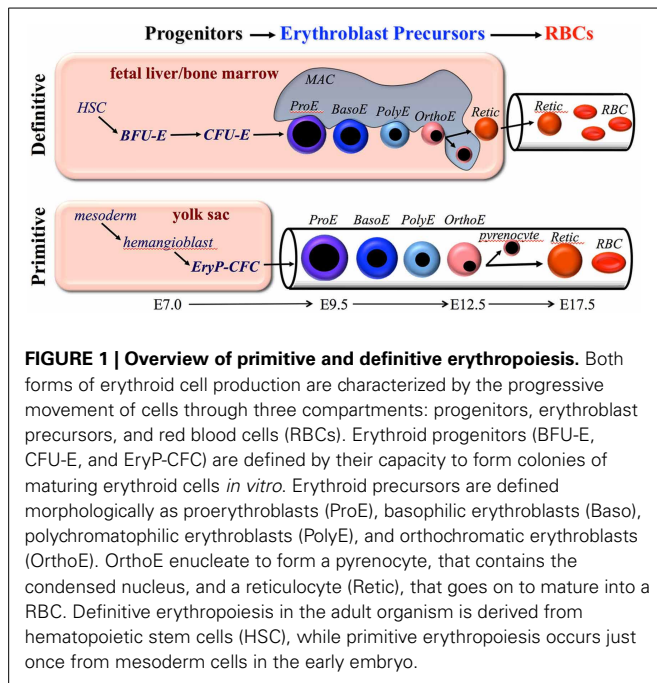 Progenitors Erythroblast Precursors RBCs
fetal liver/bone marrow
MAC
HSC
BFU-E
CFU-E
ProE
BasoE
PolyE
OrthoE
Retic
Retic
RBC
Definitive
mesoderm
yolk sac
hemangioblast
EryP-CFC
ProE
BasoE
PolyE
OrthoE
pyrenocyte
Retic
RBC
Primitive
E7.0 E9.5 E12.5 E17.5
FIGURE 1 | Overview of primitive and definitive erythropoiesis. Both
forms of erythroid cell production are characterized by the progressive
movement of cells through three compartments: progenitors, erythroblast
precursors, and red blood cells (RBCs). Erythroid progenitors (BFU-E,
CFU-E, and EryP-CFC) are defined by their capacity to form colonies of
maturing erythroid cells in vitro. Erythroid precursors are defined
morphologically as proerythroblasts (ProE), basophilic erythroblasts (Baso),
polychromatophilic erythroblasts (PolyE), and orthochromatic erythroblasts
(OrthoE). OrthoE enucleate to form a pyrenocyte, that contains the
condensed nucleus, and a reticulocyte (Retic), that goes on to mature into a
RBC. Definitive erythropoiesis in the adult organism is derived from
hematopoietic stem cells (HSC), while primitive erythropoiesis occurs just
once from mesoderm cells in the early embryo.